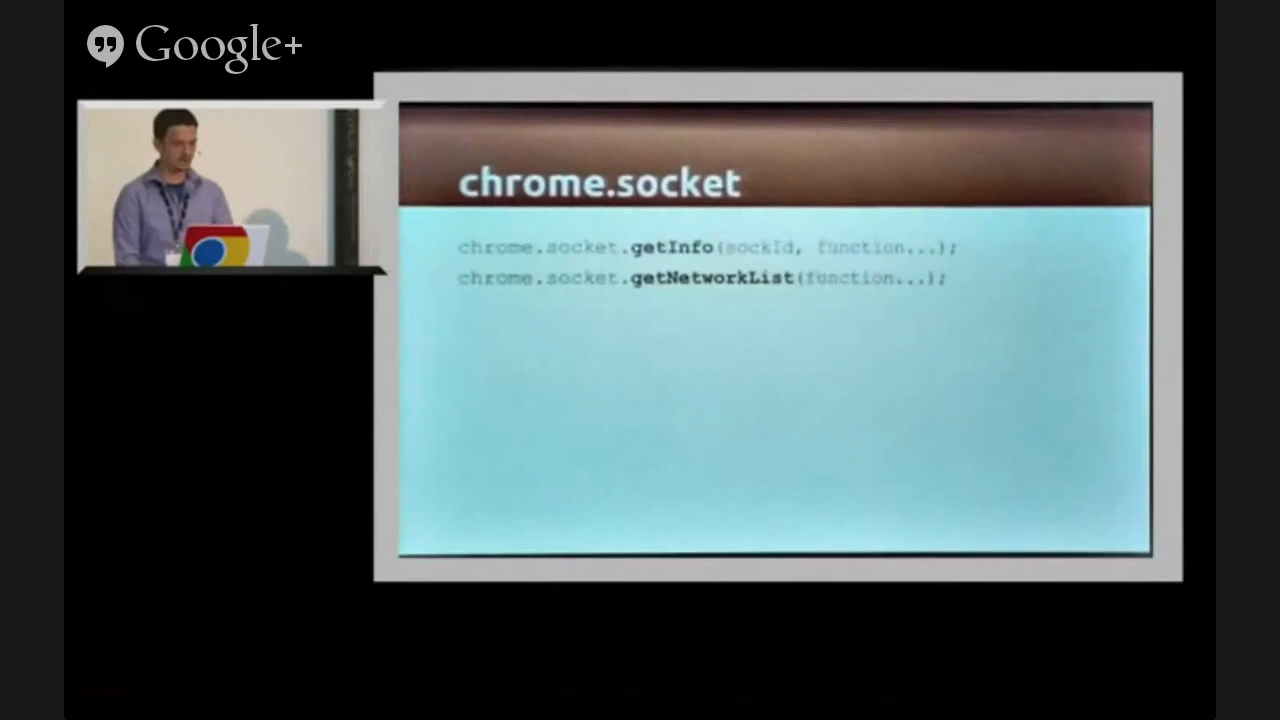 Google+
chrome.socket
chrome.socket.getInfo(sockId, function...);
chrome.socket.getNetworkList(function...);